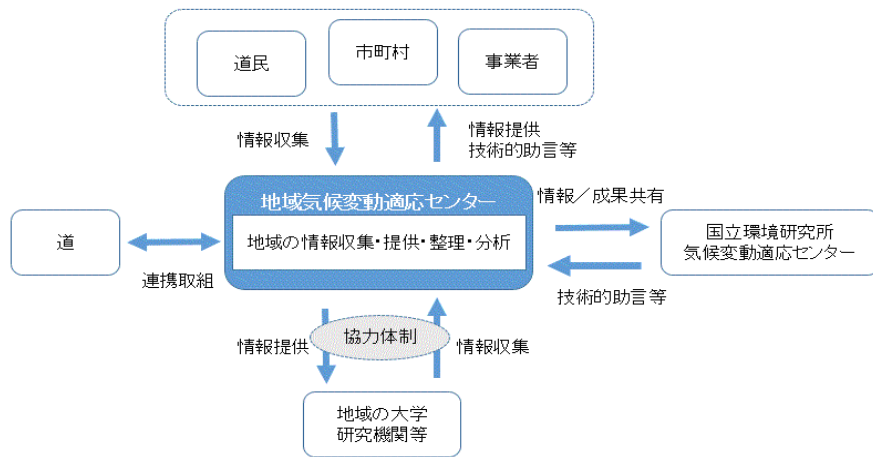 道民
市町村
事業者
情報収集
情報提供
技術的助言等
地域気候変動適応センター
地域の情報収集・提供・整理・分析
道
連携取組
情報／成果共有
国立環境研究所
気候変動適応センター
技術的助言等
情報提供
協力体制
情報収集
地域の大学
研究機関等